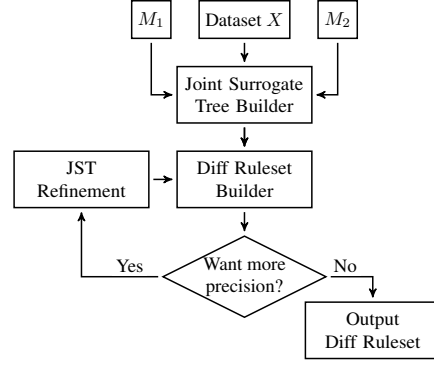 M₁
Dataset X
M₂
Joint Surrogate
Tree Builder
JST
Refinement
Diff Ruleset
Builder
Yes
Want more
precision?
No
Output
Diff Ruleset